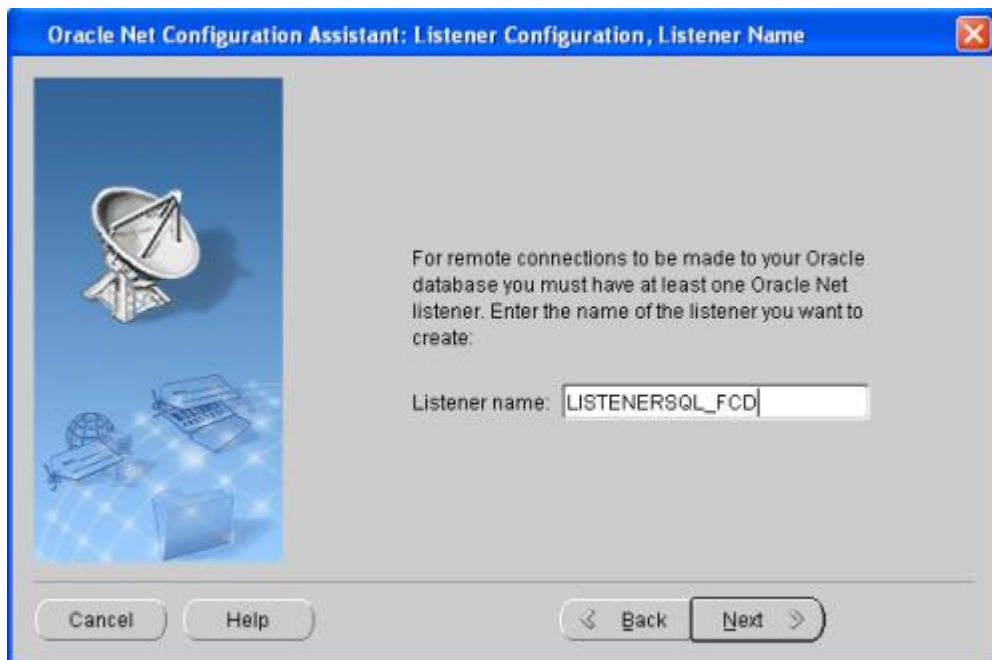 Oracle Net Configuration Assistant: Listener Configuration, Listener Name
For remote connections to be made to your Oracle
database you must have at least one Oracle Net
listener. Enter the name of the listener you want to
create:
Listener name: LISTENERSQL_FCD
Cancel Help Back Next